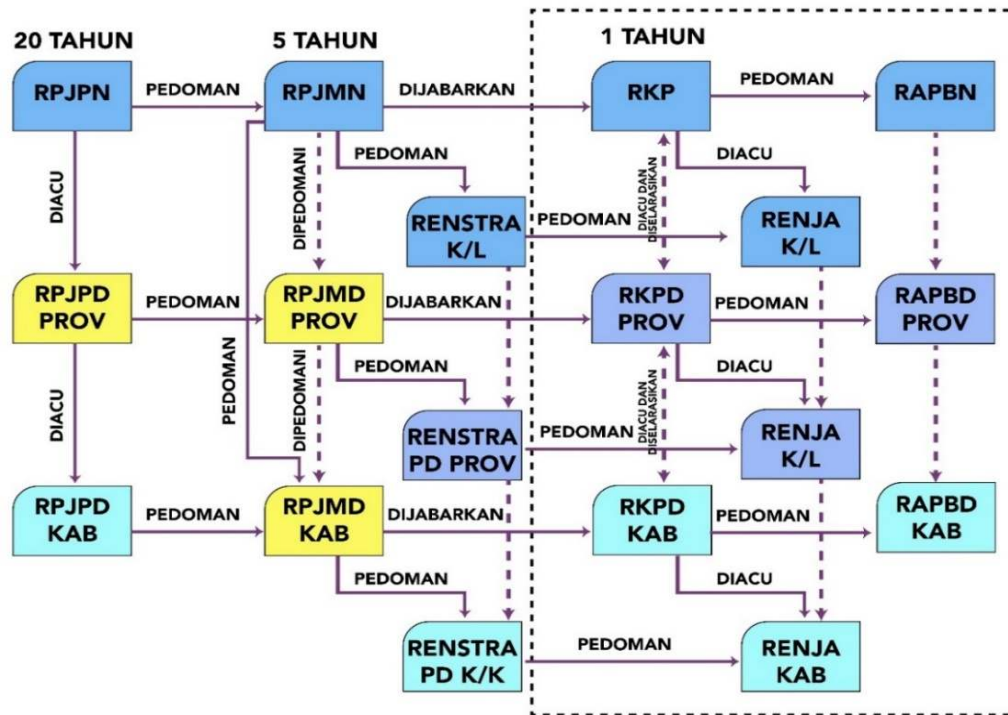 20 TAHUN
5 TAHUN
1 TAHUN
RPJPN
PEDOMAN
RPJMN
DIJABARKAN
RKP
PEDOMAN
RAPBN
DIACU
PEDOMAN
DIPEDOMANI
PEDOMAN
DIACU DAN
DISELARASIKAN
DIACU
RENSTRA
K/L
PEDOMAN
RENJA
K/L
RPJPD
PROV
PEDOMAN
RPJMD
PROV
DIJABARKAN
RKPD
PROV
PEDOMAN
RAPBD
PROV
DIACU
DIPEDOMANI
PEDOMAN
DIACU DAN
DISELARASIKAN
DIACU
RENSTRA
PD PROV
PEDOMAN
RENJA
K/L
RPJPD
KAB
PEDOMAN
RPJMD
KAB
DIJABARKAN
RKPD
KAB
PEDOMAN
RAPBD
KAB
PEDOMAN
DIACU
RENSTRA
PD K/K
PEDOMAN
RENJA
KAB